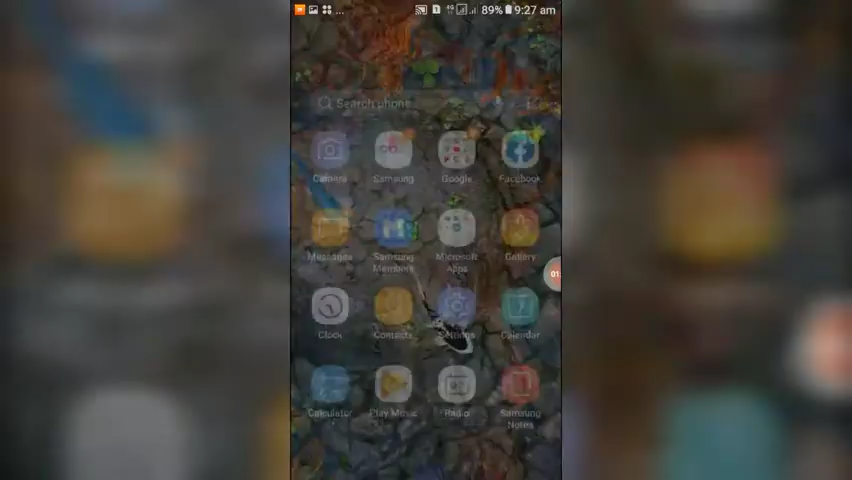 ... 89% 9:27 am
Search phone
Camera Samsung Google Facebook
Messages Samsung Members Microsoft Apps Gallery
Clock Contacts Settings Calendar
Calculator Play Music Radio Samsung Notes